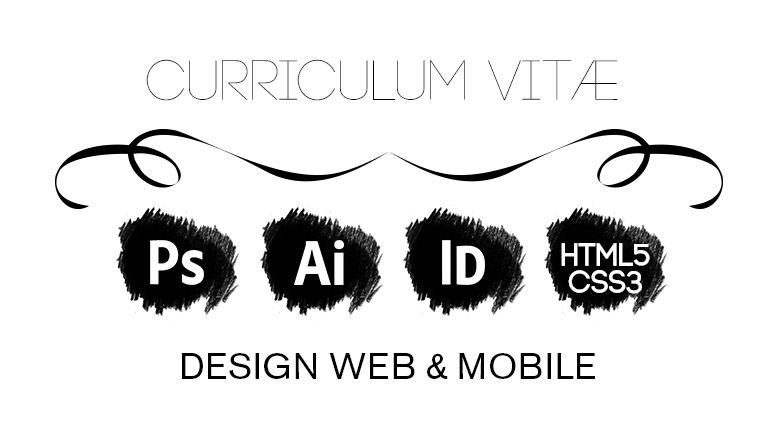 CURRICULUM VITÆ
Ps Ai ID HTML5
CSS3
DESIGN WEB & MOBILE